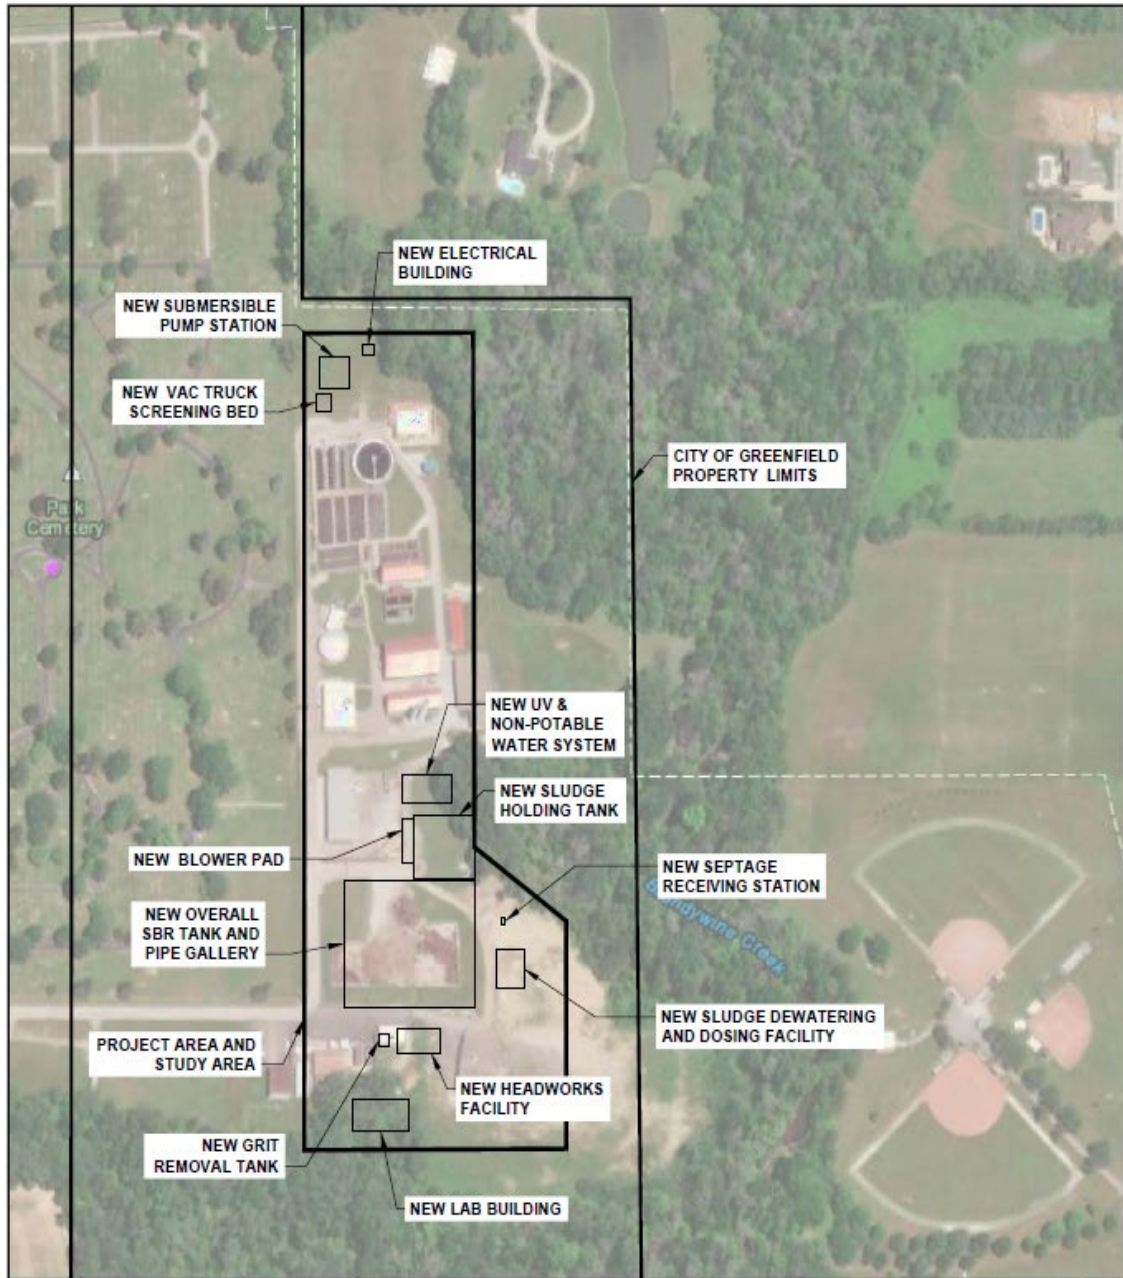 NEW ELECTRICAL
BUILDING
NEW SUBMERSIBLE
PUMP STATION
NEW VAC TRUCK
SCREENING BED
CITY OF GREENFIELD
PROPERTY LIMITS
Park
Cemetery
NEW UV &
NON-POTABLE
WATER SYSTEM
NEW SLUDGE
HOLDING TANK
NEW BLOWER PAD
NEW SEPTAGE
RECEIVING STATION
Brandywine Creek
NEW OVERALL
SBR TANK AND
PIPE GALLERY
NEW SLUDGE DEWATERING
AND DOSING FACILITY
PROJECT AREA AND
STUDY AREA
NEW HEADWORKS
FACILITY
NEW GRIT
REMOVAL TANK
NEW LAB BUILDING